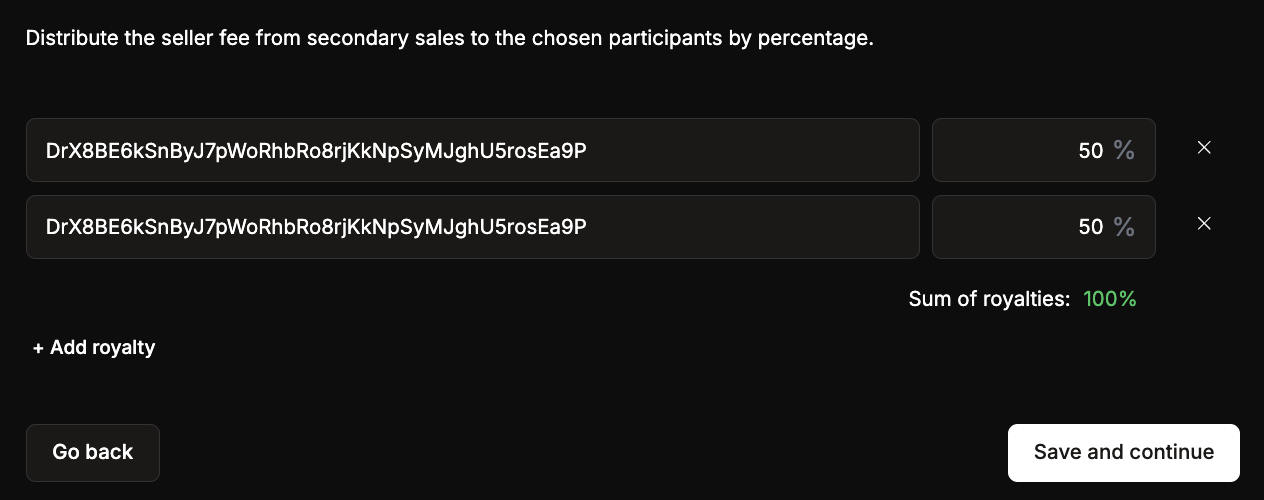 Distribute the seller fee from secondary sales to the chosen participants by percentage.
DrX8BE6kSnByJ7pWoRhbRo8rjKkNpSyMJghU5rosEa9P 50 %
DrX8BE6kSnByJ7pWoRhbRo8rjKkNpSyMJghU5rosEa9P 50 %
Sum of royalties: 100%
+ Add royalty
Go back Save and continue